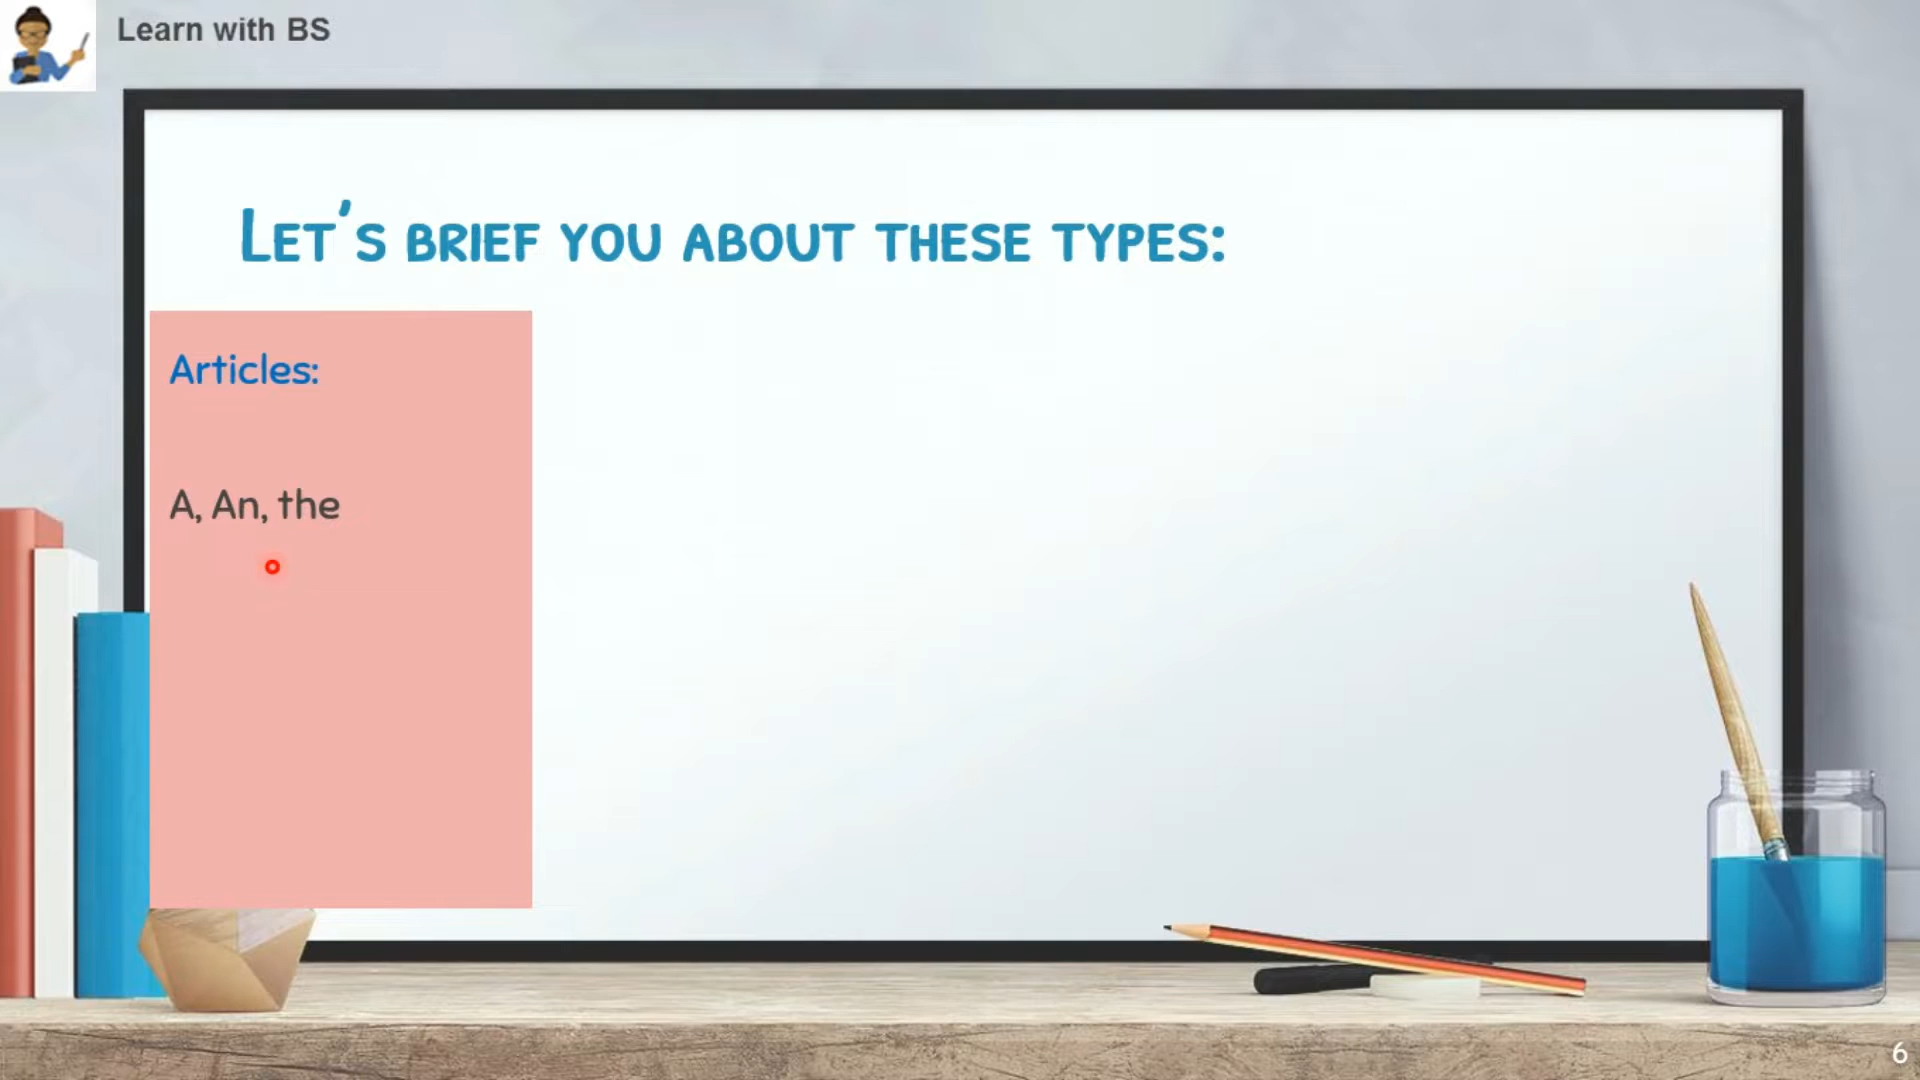 Learn with BS
Let's brief you about these types:
Articles:
A, An, the
6